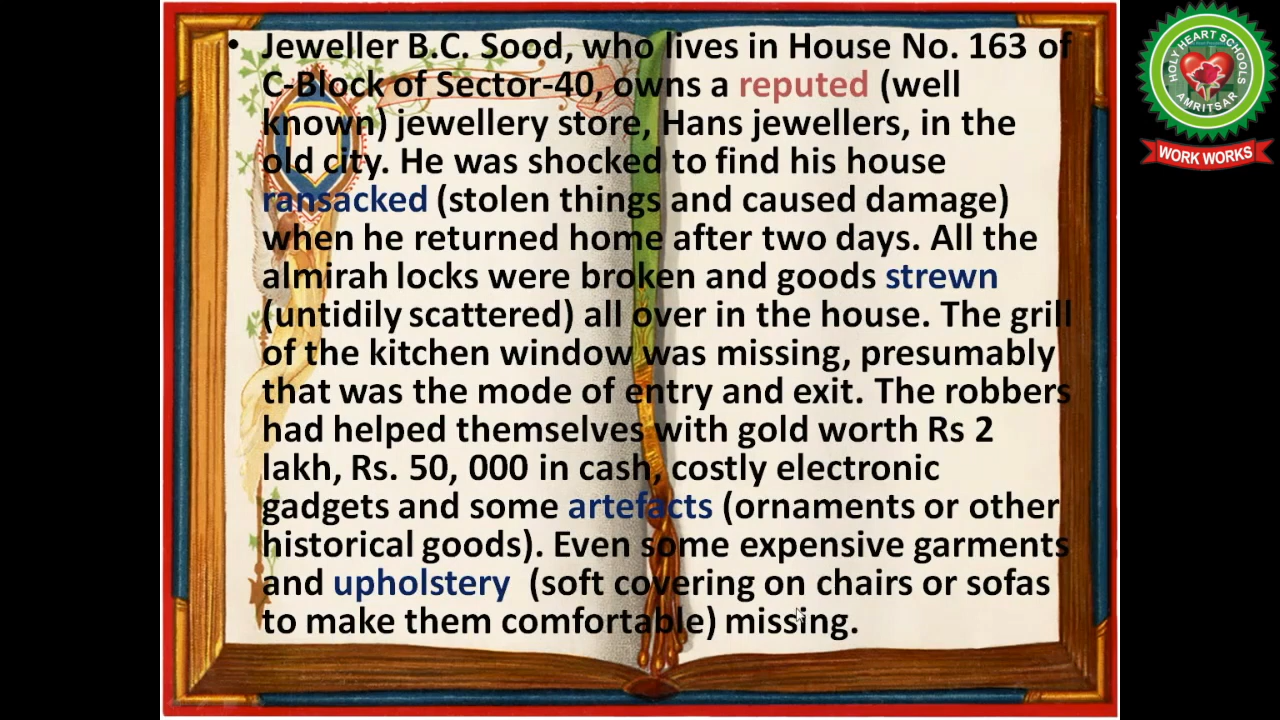 • Jeweller B.C. Sood, who lives in House No. 163 of
C-Block of Sector-40, owns a reputed (well
known) jewellery store, Hans jewellers, in the
old city. He was shocked to find his house
ransacked (stolen things and caused damage)
when he returned home after two days. All the
almirah locks were broken and goods strewn
(untidily scattered) all over in the house. The grill
of the kitchen window was missing, presumably
that was the mode of entry and exit. The robbers
had helped themselves with gold worth Rs 2
lakh, Rs. 50, 000 in cash, costly electronic
gadgets and some artefacts (ornaments or other
historical goods). Even some expensive garments
and upholstery (soft covering on chairs or sofas
to make them comfortable) missing.
HOLY HEART SCHOOLS
AMRITSAR
WORK WORKS